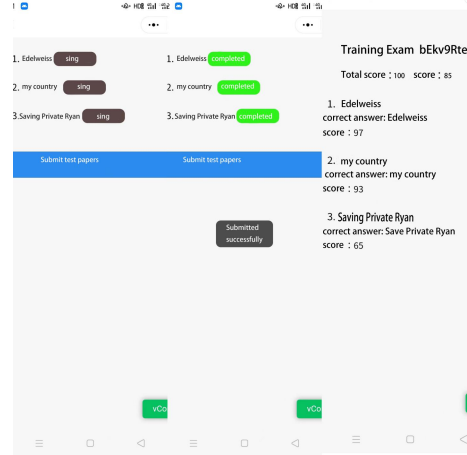 1. Edelweiss sing
2. my country sing
3.Saving Private Ryan sing
Submit test papers
vCo
1. Edelweiss completed
2. my country completed
3. Saving Private Ryan completed
Submit test papers
Submitted
successfully
vCo
Training Exam bEkv9Rte
Total score : 100 score : 85
1. Edelweiss
correct answer: Edelweiss
score : 97
2. my country
correct answer: my country
score : 93
3. Saving Private Ryan
correct answer: Save Private Ryan
score : 65